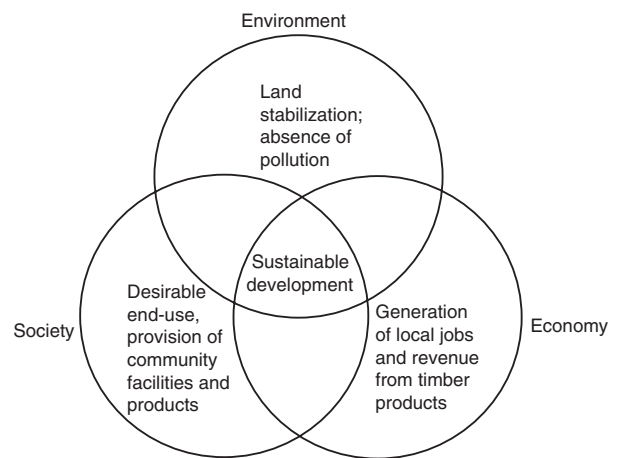 Environment
Land
stabilization;
absence of
pollution
Sustainable
development
Desirable
end-use,
provision of
community
facilities and
products
Society
Generation
of local jobs
and revenue
from timber
products
Economy